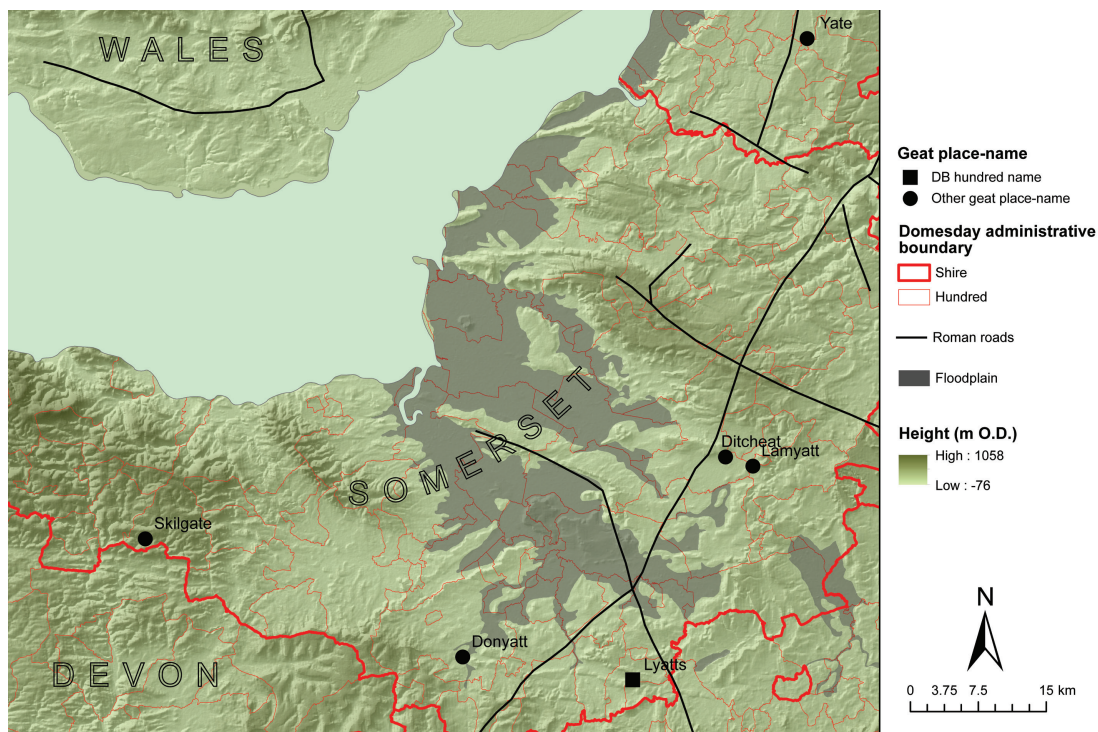 WALES
Yate
SOMERSET
Ditcheat
Lamyatt
Skilgate
Donyatt
Lyatts
DEVON
Geat place-name
DB hundred name
Other geat place-name
Domesday administrative
boundary
Shire
Hundred
Roman roads
Floodplain
Height (m O.D.)
High : 1058
Low : -76
N
0 3.75 7.5 15 km